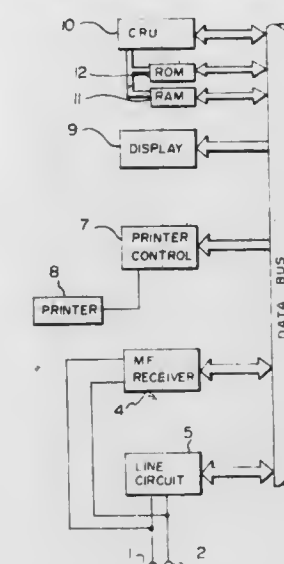 10
CRU
12
ROM
11
RAM
9
DISPLAY
7
PRINTER
CONTROL
8
PRINTER
DATA BUS
MF
RECEIVER
4
5
LINE
CIRCUIT
1
2